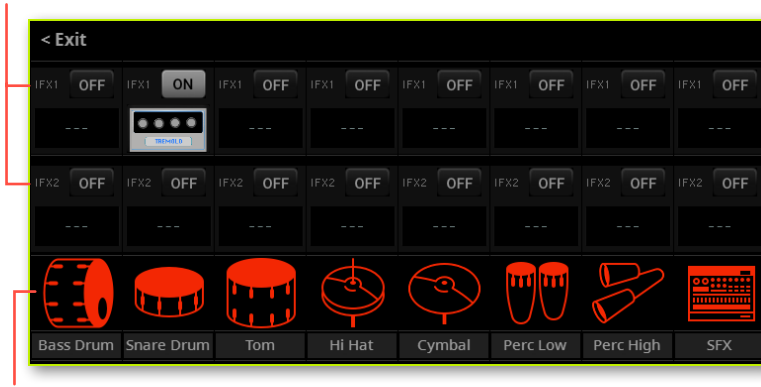 < Exit
IFX1 OFF IFX1 ON IFX1 OFF IFX1 OFF IFX1 OFF IFX1 OFF IFX1 OFF IFX1 OFF
--- TREMOLO --- --- --- --- --- ---
IFX2 OFF IFX2 OFF IFX2 OFF IFX2 OFF IFX2 OFF IFX2 OFF IFX2 OFF IFX2 OFF
--- --- --- --- --- --- --- ---
Bass Drum Snare Drum Tom Hi Hat Cymbal Perc Low Perc High SFX